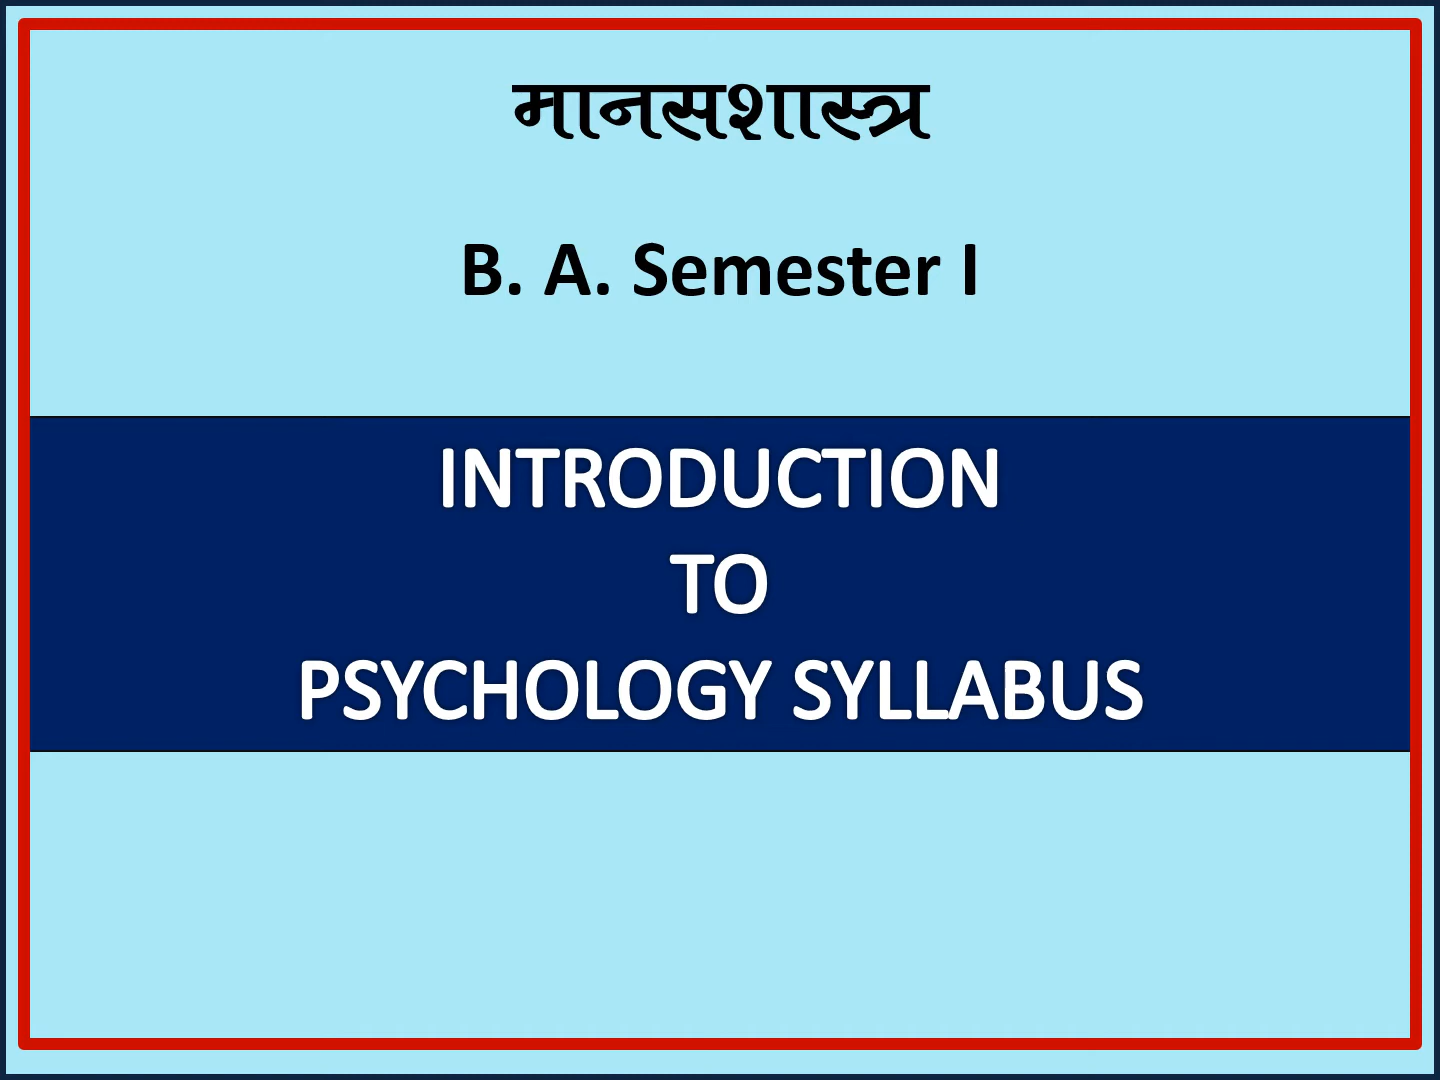 मानसशास्त्र
B. A. Semester I
INTRODUCTION
TO
PSYCHOLOGY SYLLABUS